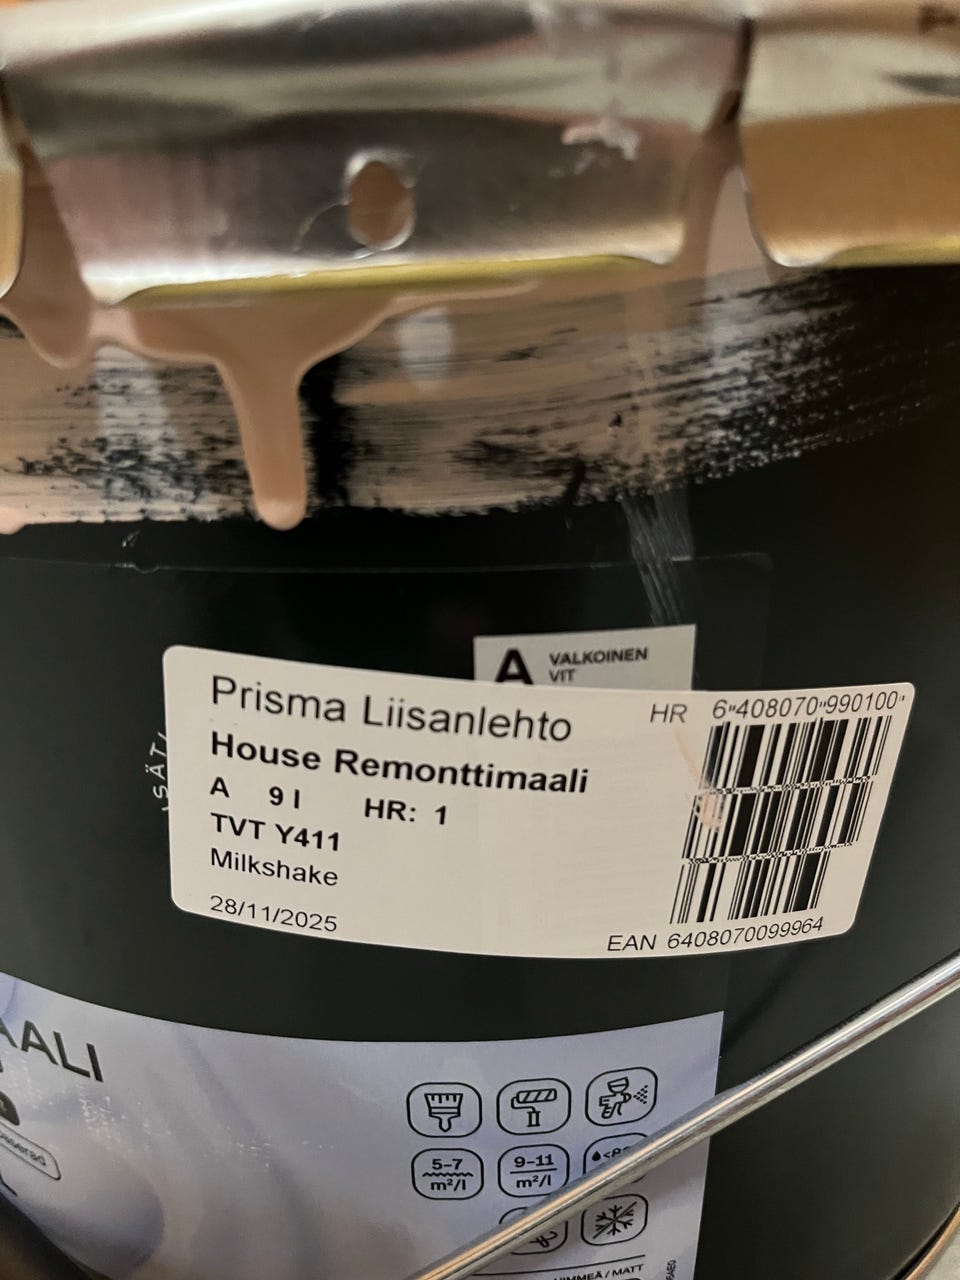 A VALKOINEN
VIT
Prisma Liisanlehto
HR 6"408070"990100"
House Remonttimaali
A 9 l HR: 1
TVT Y411
Milkshake
28/11/2025
EAN 6408070099964
AALI
5–7
m²/l
9–11
m²/l
/ MATT